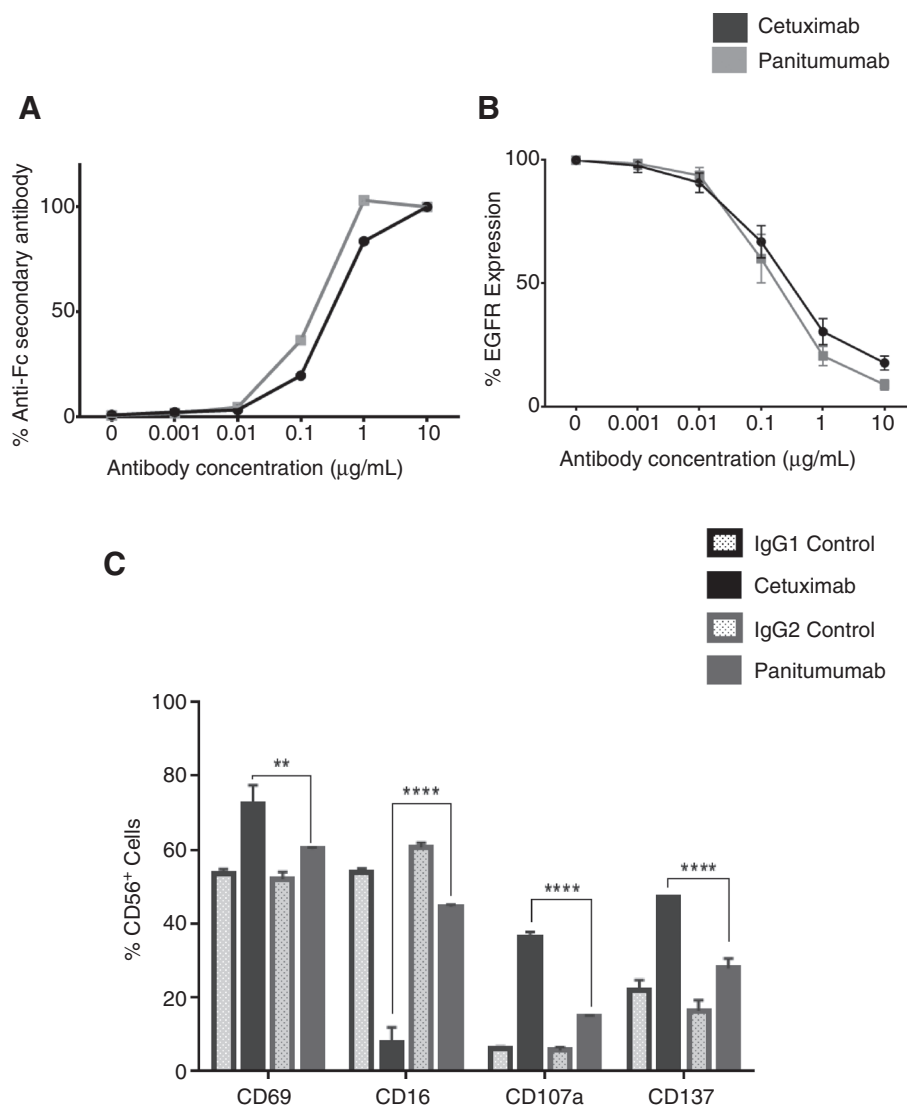 Cetuximab
Panitumumab
A
% Anti-Fc secondary antibody
100
50
0
0 0.001 0.01 0.1 1 10
Antibody concentration (μg/mL)
B
% EGFR Expression
100
50
0
0 0.001 0.01 0.1 1 10
Antibody concentration (μg/mL)
C
IgG1 Control
Cetuximab
IgG2 Control
Panitumumab
% CD56⁺ Cells
100
80
60
40
20
0
**
****
****
****
CD69 CD16 CD107a CD137